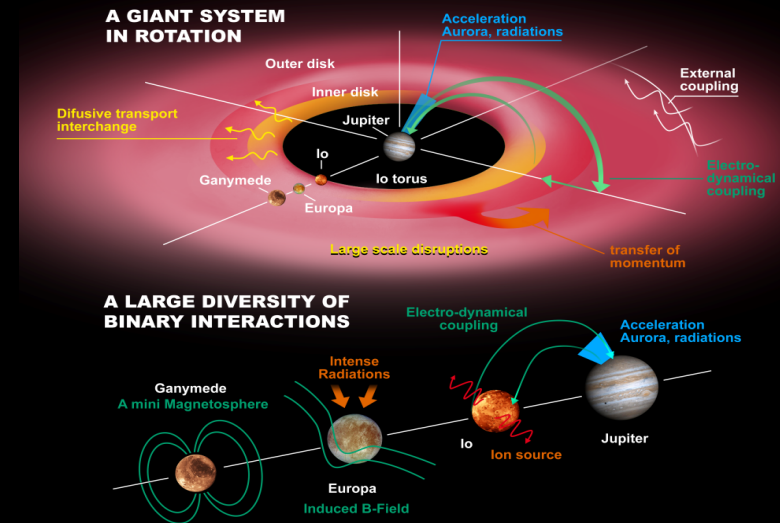 A GIANT SYSTEM
IN ROTATION
Acceleration
Aurora, radiations
Outer disk
Inner disk
External
coupling
Difusive transport
interchange
Jupiter
Io
Io torus
Ganymede
Europa
Electro-
dynamical
coupling
Large scale disruptions
transfer of
momentum
A LARGE DIVERSITY OF
BINARY INTERACTIONS
Electro-dynamical
coupling
Acceleration
Aurora, radiations
Intense
Radiations
Ganymede
A mini Magnetosphere
Io
Ion source
Jupiter
Europa
Induced B-Field